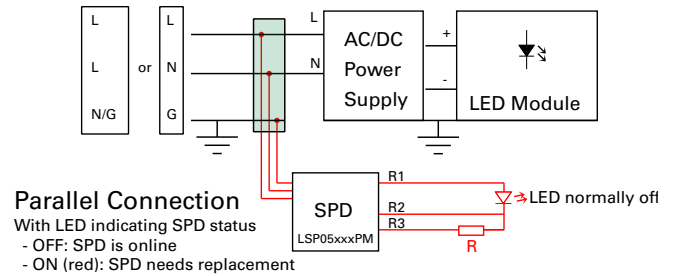 L
L
N/G
or
L
N
G
L
N
AC/DC
Power
Supply
+
-
LED Module
Parallel Connection
With LED indicating SPD status
- OFF: SPD is online
- ON (red): SPD needs replacement
SPD
LSP05xxxPM
R1
R2
R3
R
LED normally off